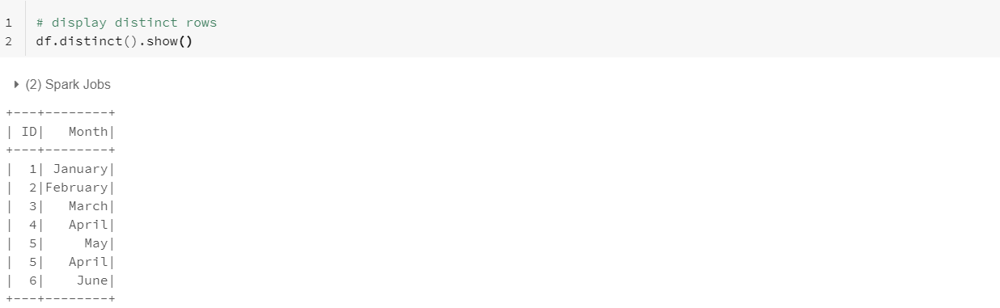 1 # display distinct rows
2 df.distinct().show()
(2) Spark Jobs
+---+--------+
| ID|   Month|
+---+--------+
|  1| January|
|  2|February|
|  3|   March|
|  4|   April|
|  5|     May|
|  5|   April|
|  6|    June|
+---+--------+